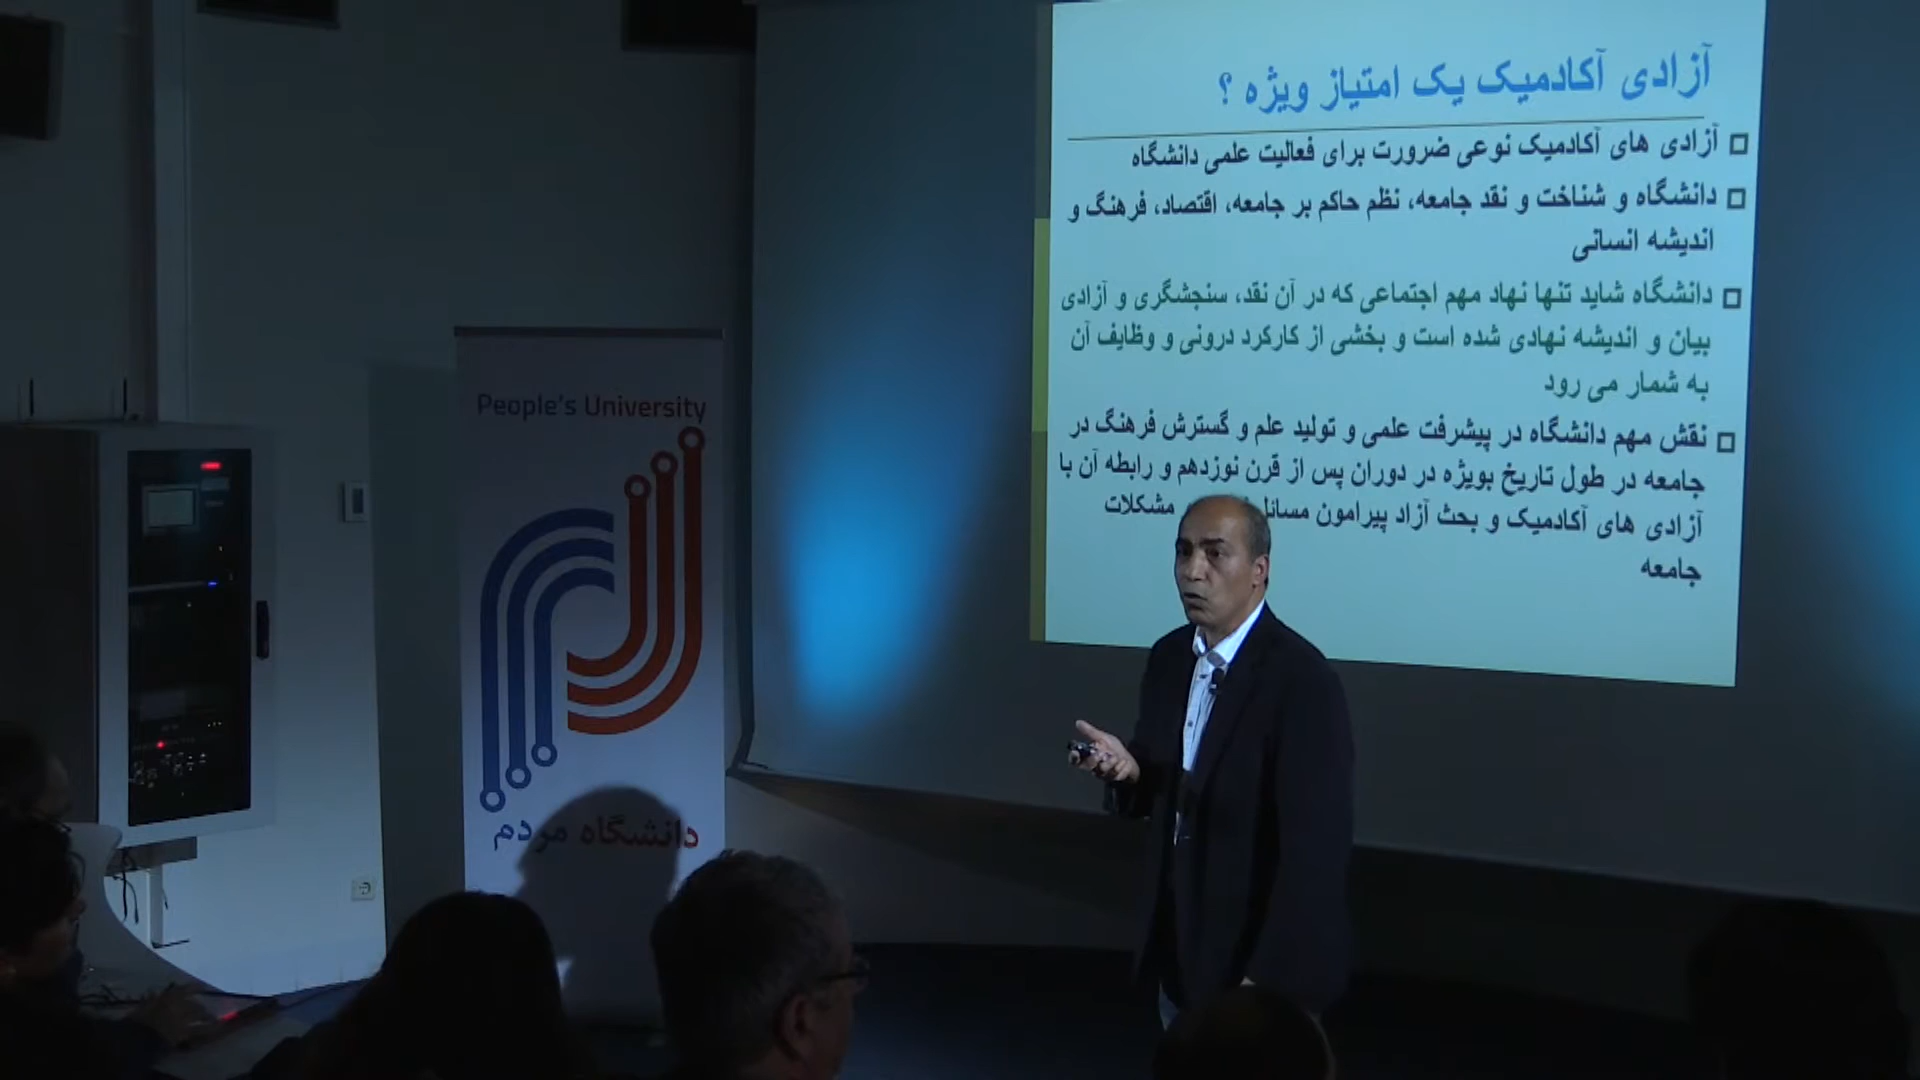 آزادی آکادمیک یک امتیاز ویژه ؟
آزادی های آکادمیک نوعی ضرورت برای فعالیت علمی دانشگاه
دانشگاه و شناخت و نقد جامعه، نظم حاکم بر جامعه، اقتصاد، فرهنگ و
اندیشه انسانی
دانشگاه شاید تنها نهاد مهم اجتماعی که در آن نقد، سنجشگری و آزادی
بیان و اندیشه نهادی شده است و بخشی از کارکرد درونی و وظایف آن
به شمار می رود
نقش مهم دانشگاه در پیشرفت علمی و تولید علم و گسترش فرهنگ در
جامعه در طول تاریخ بویژه در دوران پس از قرن نوزدهم و رابطه آن با
آزادی های آکادمیک و بحث آزاد پیرامون مسائل مشکلات
جامعه
People's University
دانشگاه مردم